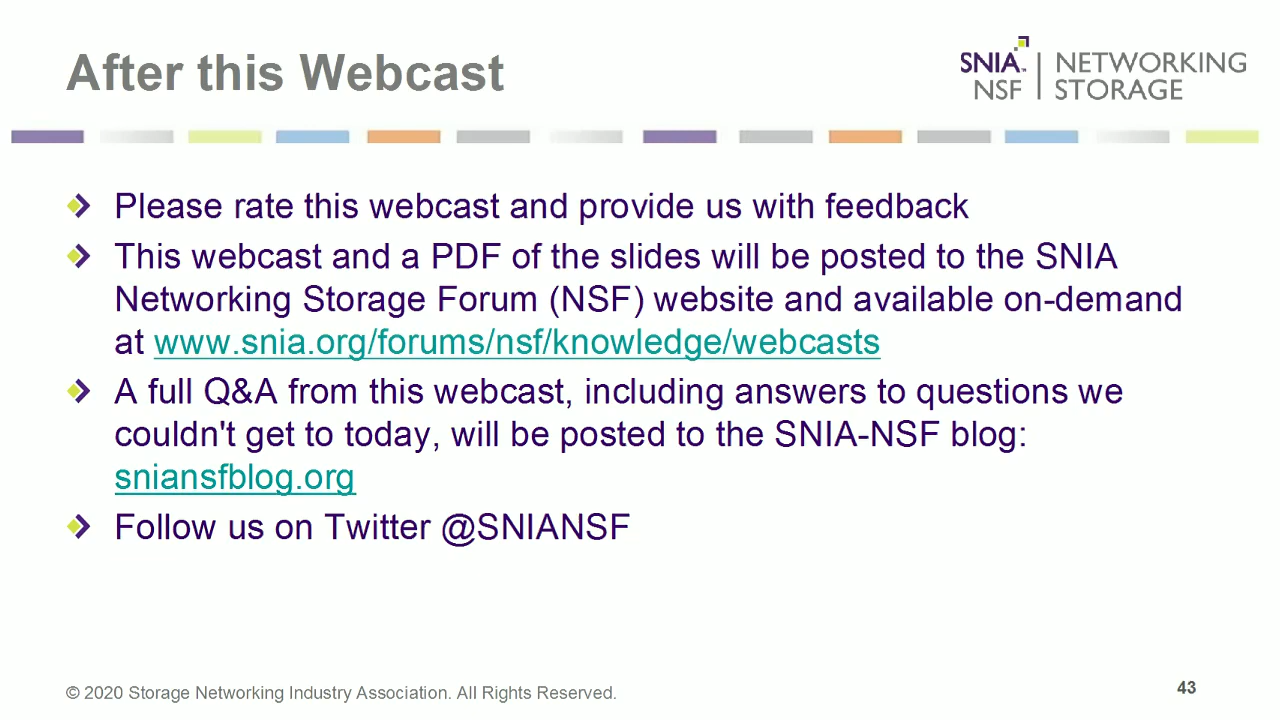 After this Webcast
SNIA™ NETWORKING
NSF STORAGE
Please rate this webcast and provide us with feedback
This webcast and a PDF of the slides will be posted to the SNIA
Networking Storage Forum (NSF) website and available on-demand
at www.snia.org/forums/nsf/knowledge/webcasts
A full Q&A from this webcast, including answers to questions we
couldn't get to today, will be posted to the SNIA-NSF blog:
sniansfblog.org
Follow us on Twitter @SNIANSF
© 2020 Storage Networking Industry Association. All Rights Reserved.
43